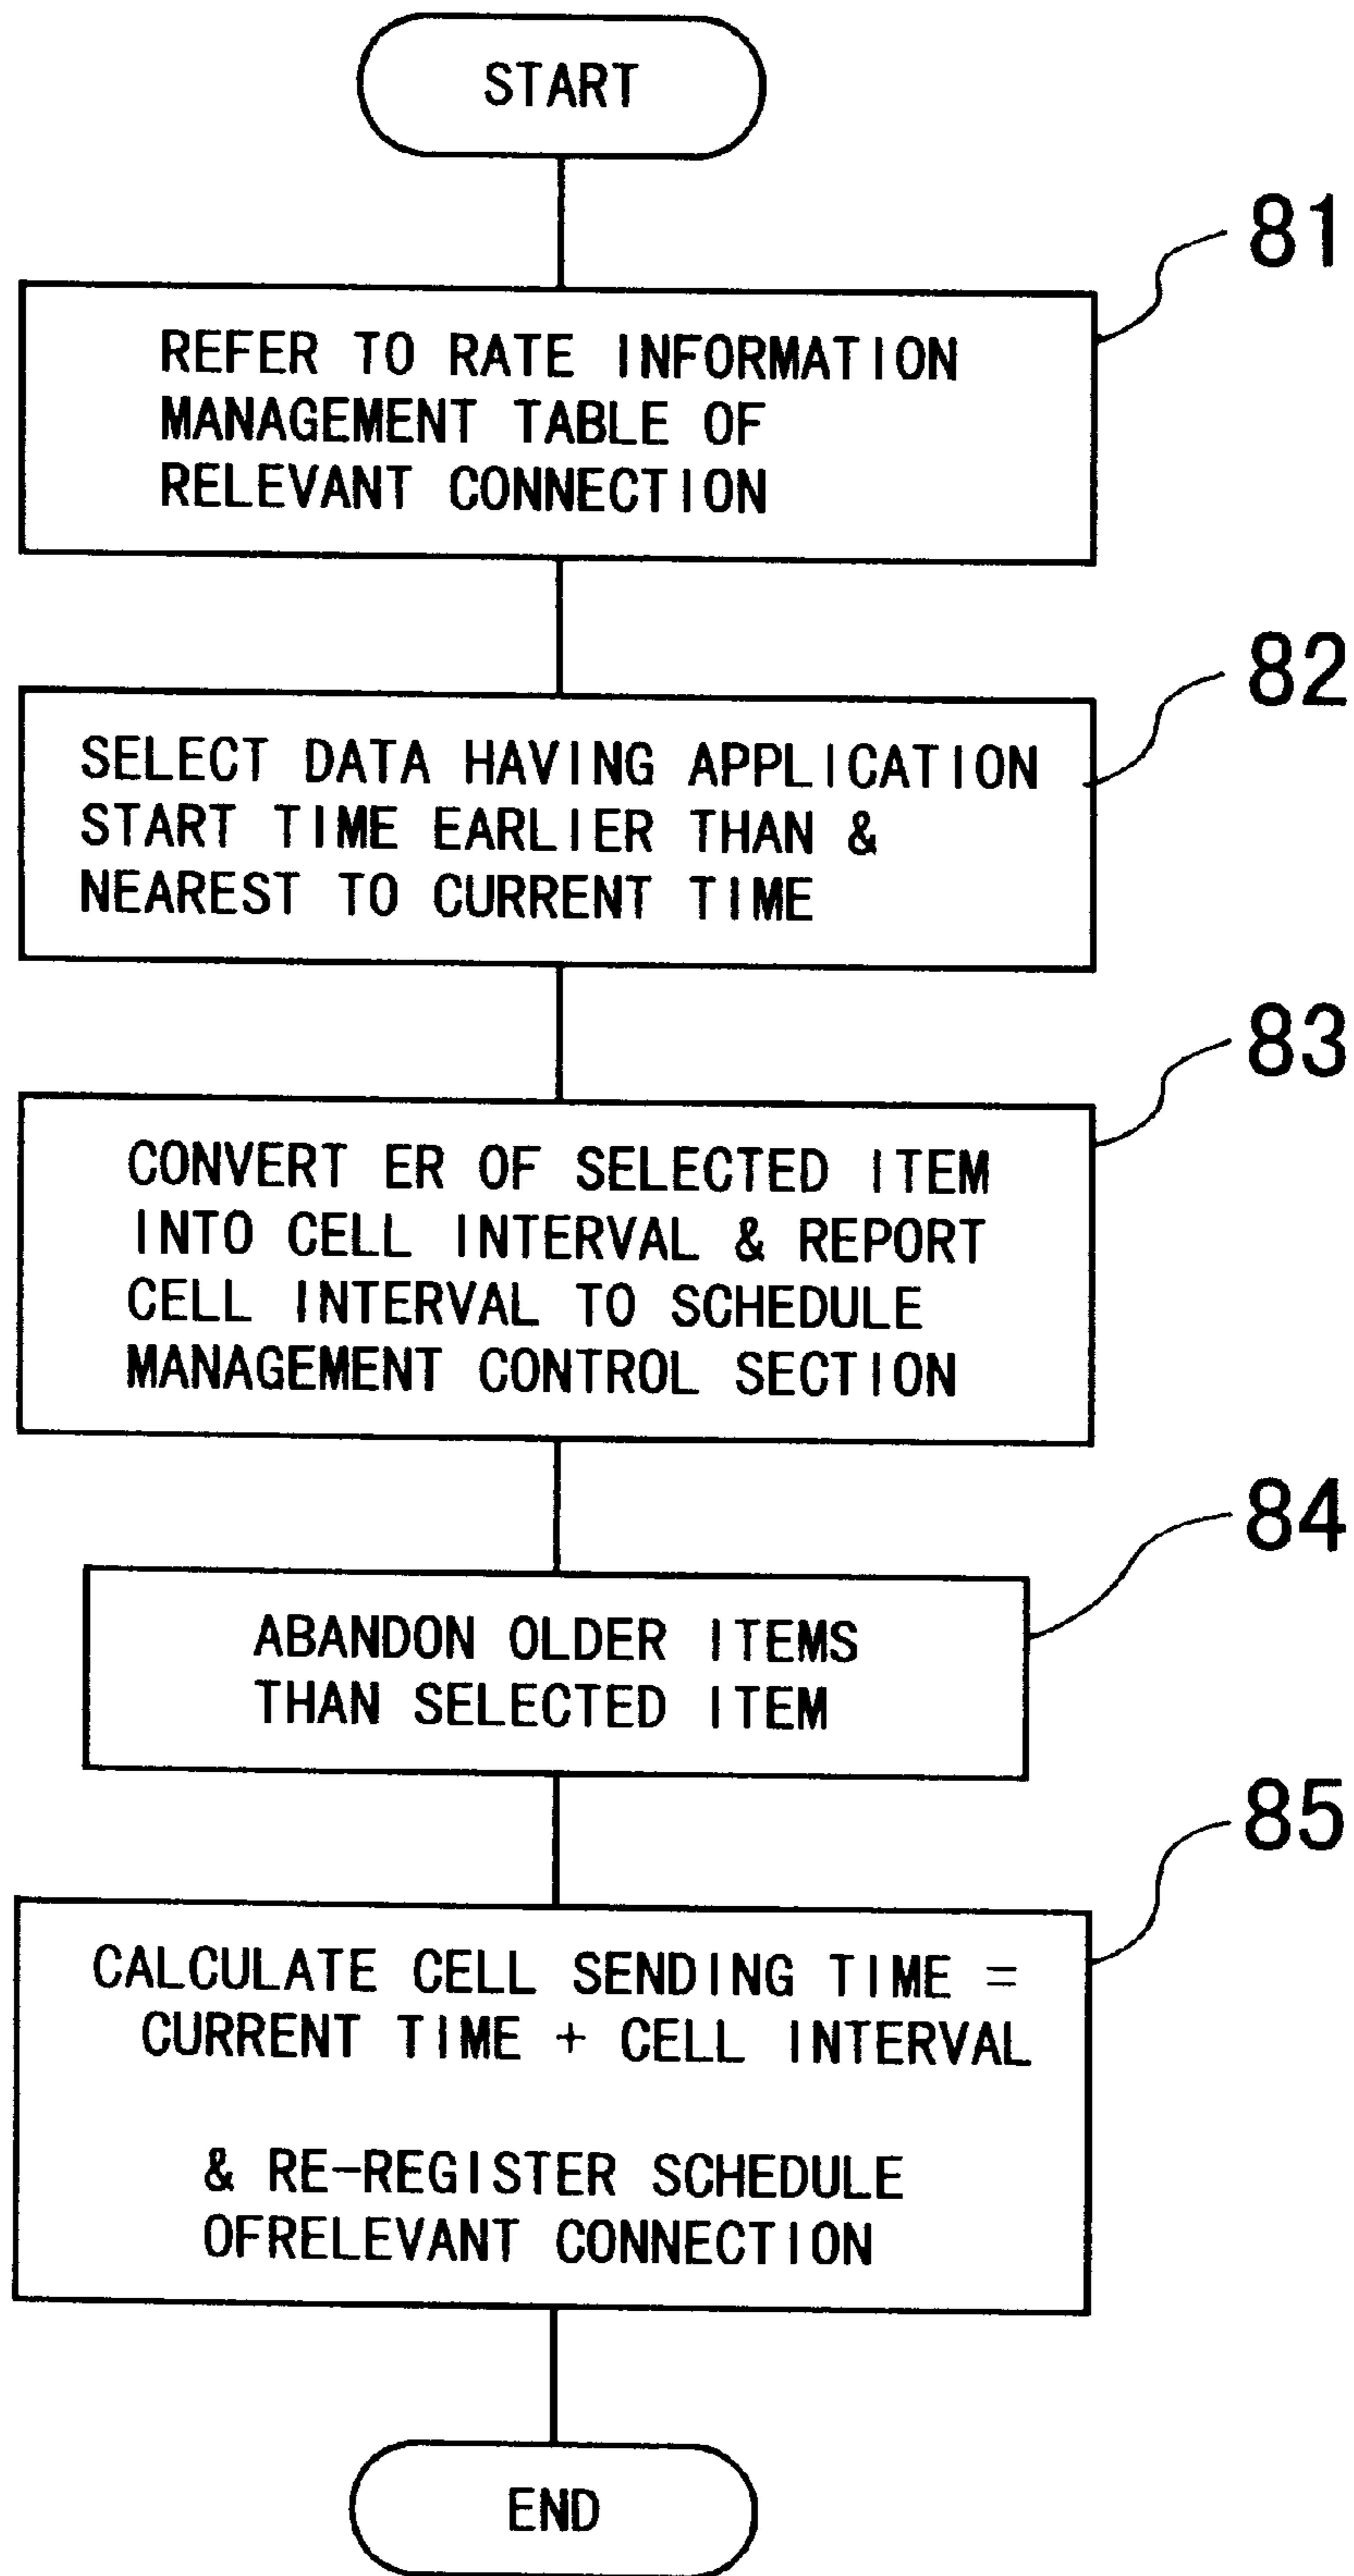 START
81
REFER TO RATE INFORMATION
MANAGEMENT TABLE OF
RELEVANT CONNECTION
82
SELECT DATA HAVING APPLICATION
START TIME EARLIER THAN &
NEAREST TO CURRENT TIME
83
CONVERT ER OF SELECTED ITEM
INTO CELL INTERVAL & REPORT
CELL INTERVAL TO SCHEDULE
MANAGEMENT CONTROL SECTION
84
ABANDON OLDER ITEMS
THAN SELECTED ITEM
85
CALCULATE CELL SENDING TIME =
CURRENT TIME + CELL INTERVAL
& RE-REGISTER SCHEDULE
OFRELEVANT CONNECTION
END